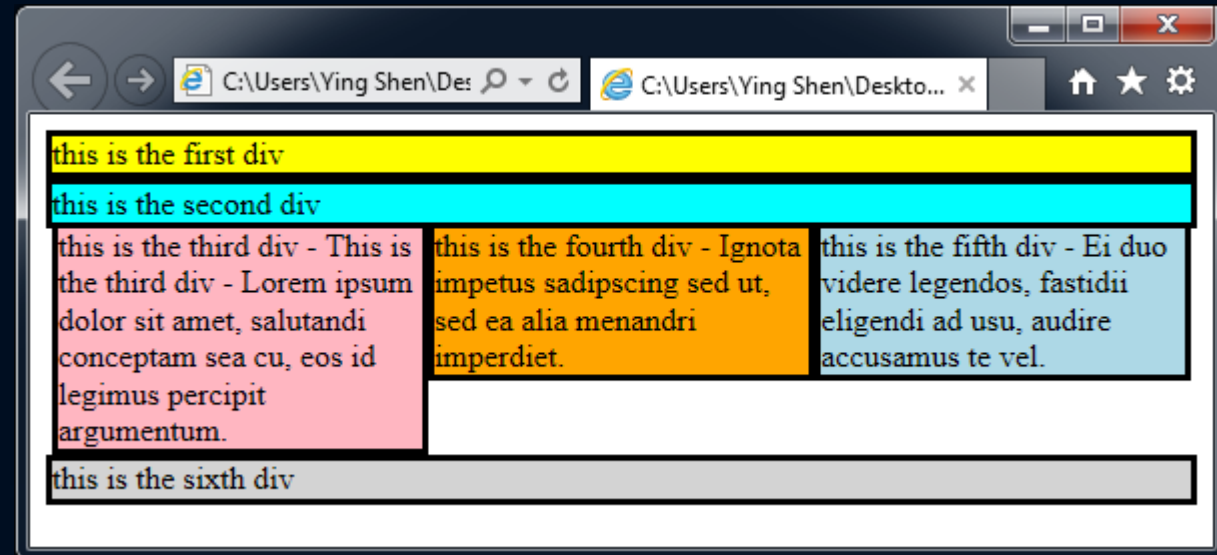 C:\Users\Ying Shen\Des
C:\Users\Ying Shen\Deskto...
this is the first div
this is the second div
this is the third div - This is
the third div - Lorem ipsum
dolor sit amet, salutandi
conceptam sea cu, eos id
legimus percipit
argumentum.
this is the fourth div - Ignota
impetus sadipscing sed ut,
sed ea alia menandri
imperdiet.
this is the fifth div - Ei duo
videre legendos, fastidii
eligendi ad usu, audire
accusamus te vel.
this is the sixth div